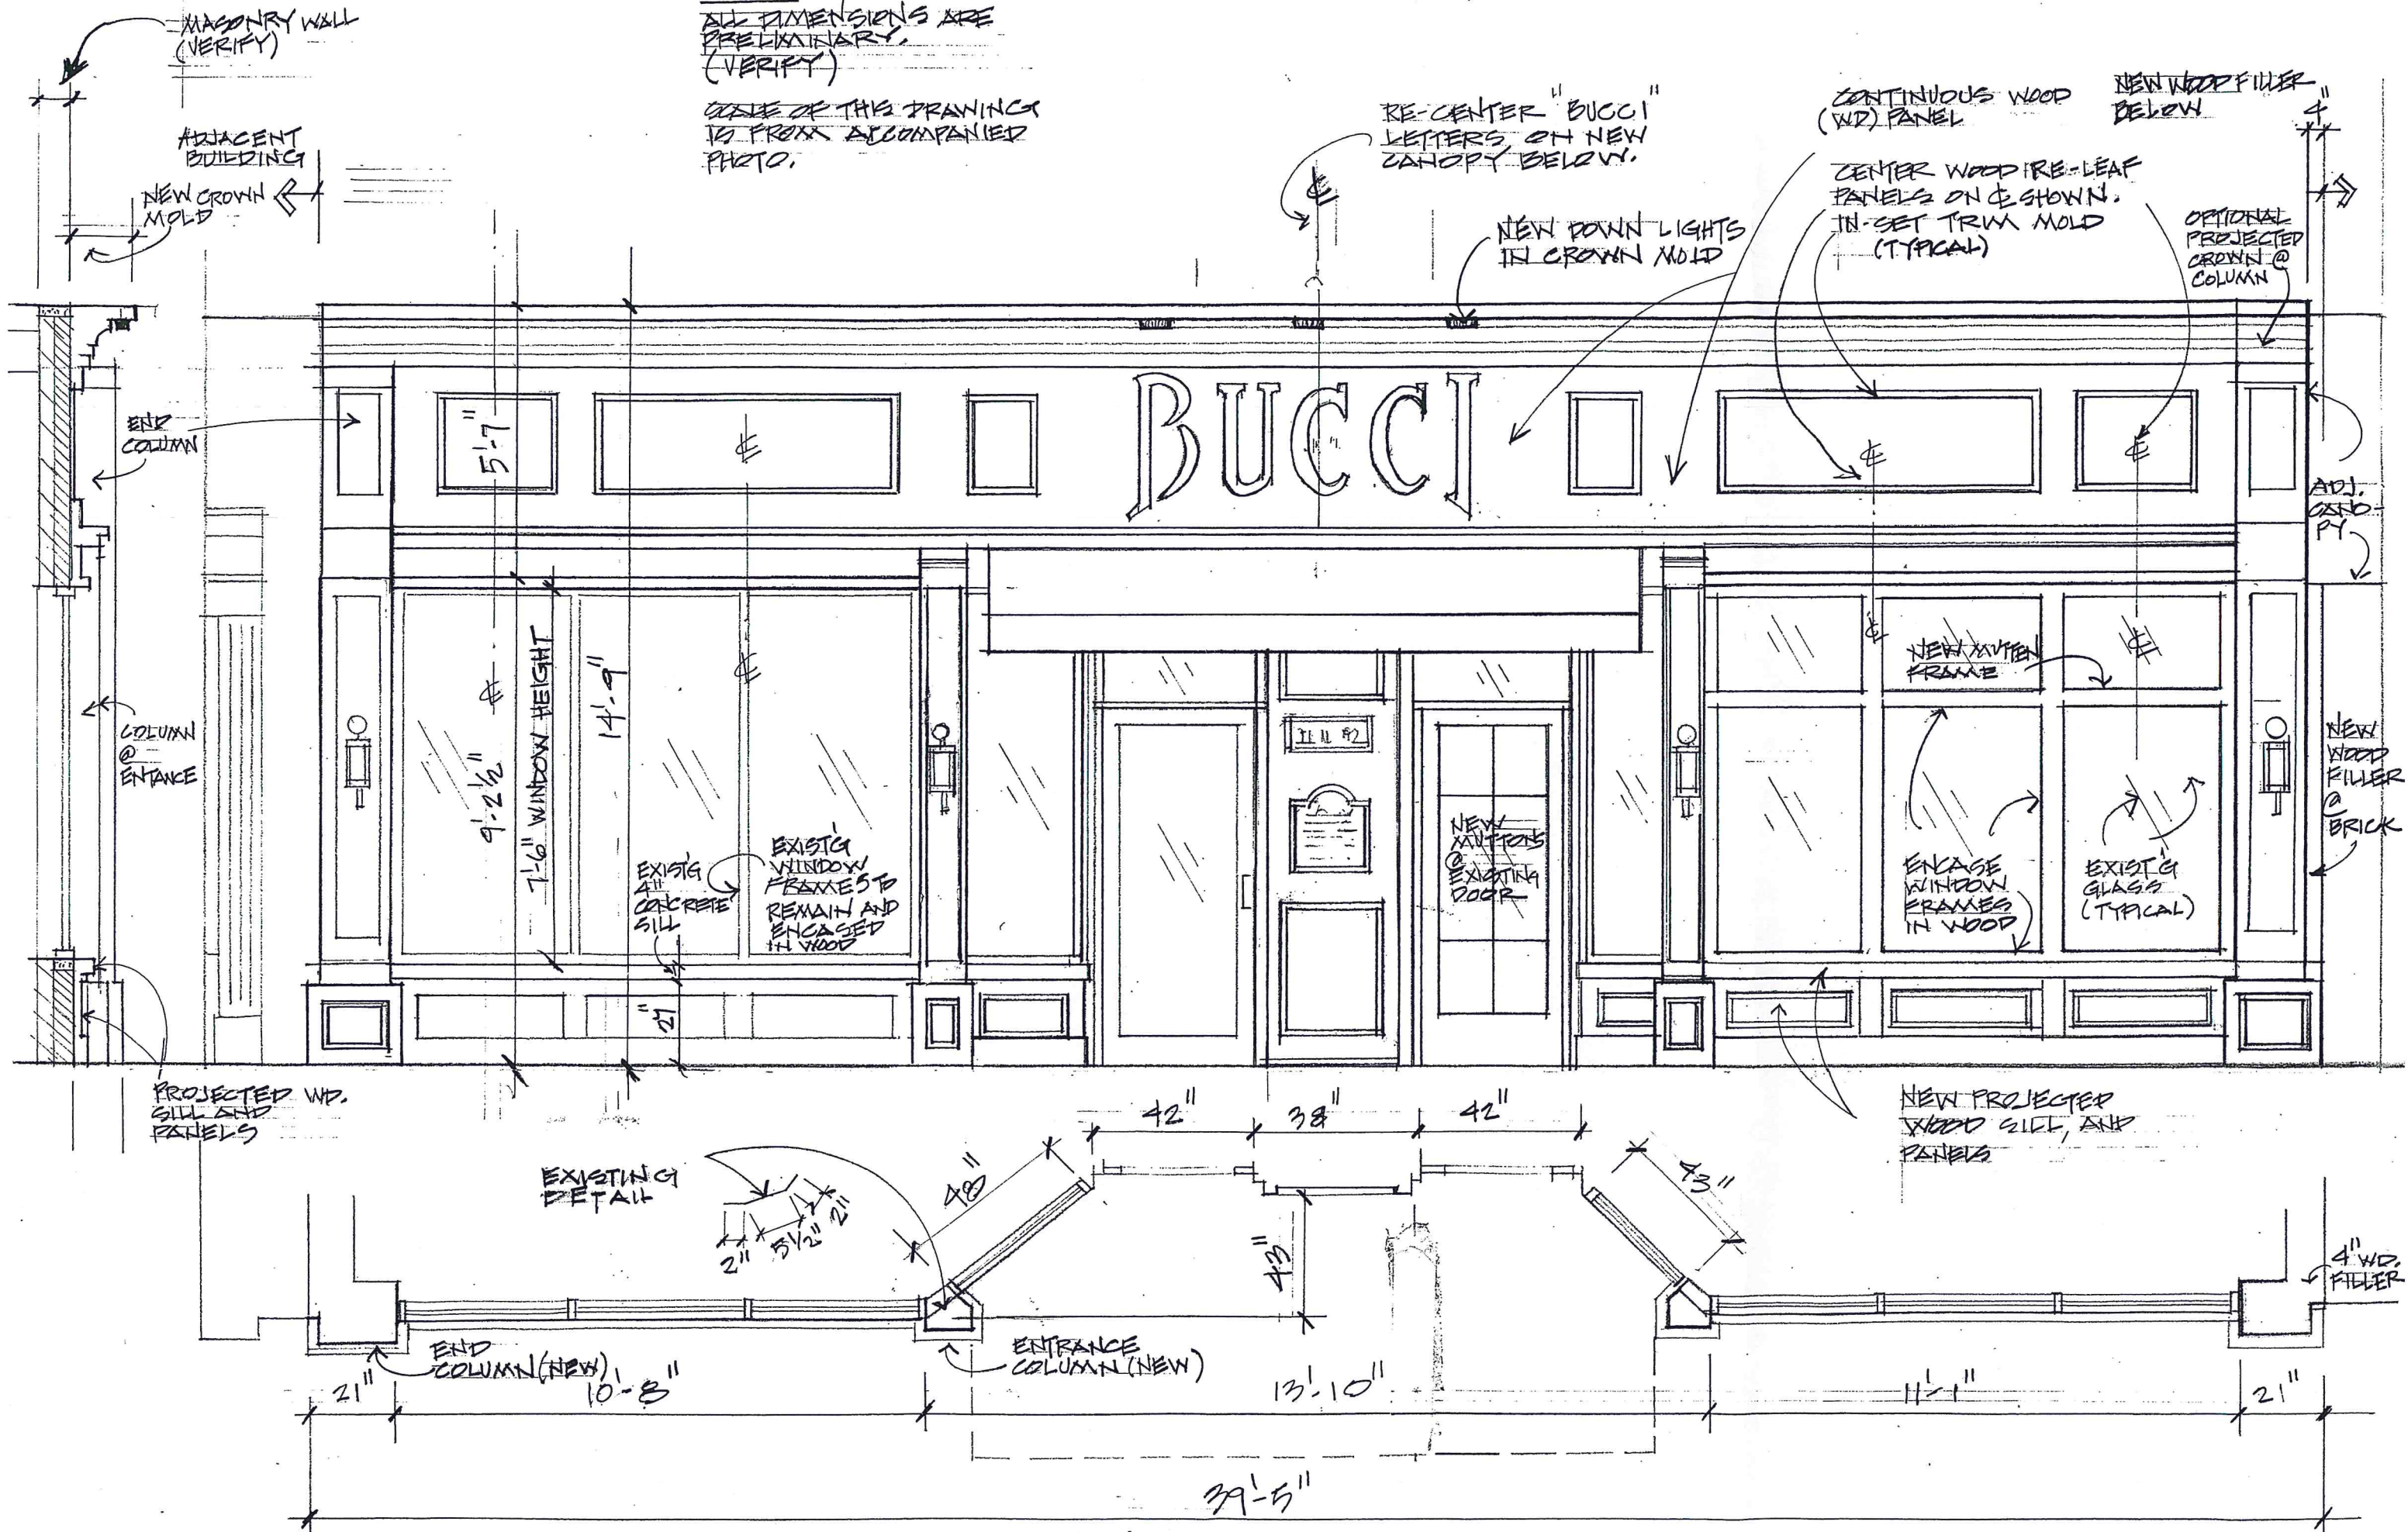 MASONRY WALL
(VERIFY)
ALL DIMENSIONS ARE
PRELIMINARY.
(VERIFY)
SCALE OF THIS DRAWING
IS FROM ACCOMPANIED
PHOTO.
RE-CENTER "BUCCI"
LETTERS ON NEW
CANOPY BELOW.
CONTINUOUS WOOD
(WD) PANEL
NEW WOOD FILLER
BELOW
4"
ADJACENT
BUILDING
NEW CROWN
MOLD
℄
NEW DOWN LIGHTS
IN CROWN MOLD
CENTER WOOD RE-LEAF
PANELS ON ℄ SHOWN.
IN-SET TRIM MOLD
(TYPICAL)
OPTIONAL
PROJECTED
CROWN @
COLUMN
END
COLUMN
5'-7"
℄
BUCCI
℄
℄
ADJ.
CANO-
PY
COLUMN
@
ENTANCE
℄
9'-2½"
7'-6" WINDOW HEIGHT
14'-9"
℄
EXIST'G
4"
CONCRETE
SILL
EXIST'G
WINDOW
FRAMES TO
REMAIN AND
ENCASED
IN WOOD
21"
NEW
MUTTONS
@
EXISTING
DOOR
℄
℄
NEW MUTTEN
FRAME
ENCASE
WINDOW
FRAMES
IN WOOD
EXIST'G
GLASS
(TYPICAL)
NEW
WOOD
FILLER
@
BRICK
PROJECTED WD.
SILL AND
PANELS
NEW PROJECTED
WOOD SILL, AND
PANELS
42"
38"
42"
EXISTING
DETAIL
2"
5½"
2"
48"
43"
43"
4" WD.
FILLER
END
COLUMN (NEW)
ENTRANCE
COLUMN (NEW)
21"
10'-8"
13'-10"
11'-1"
21"
39'-5"